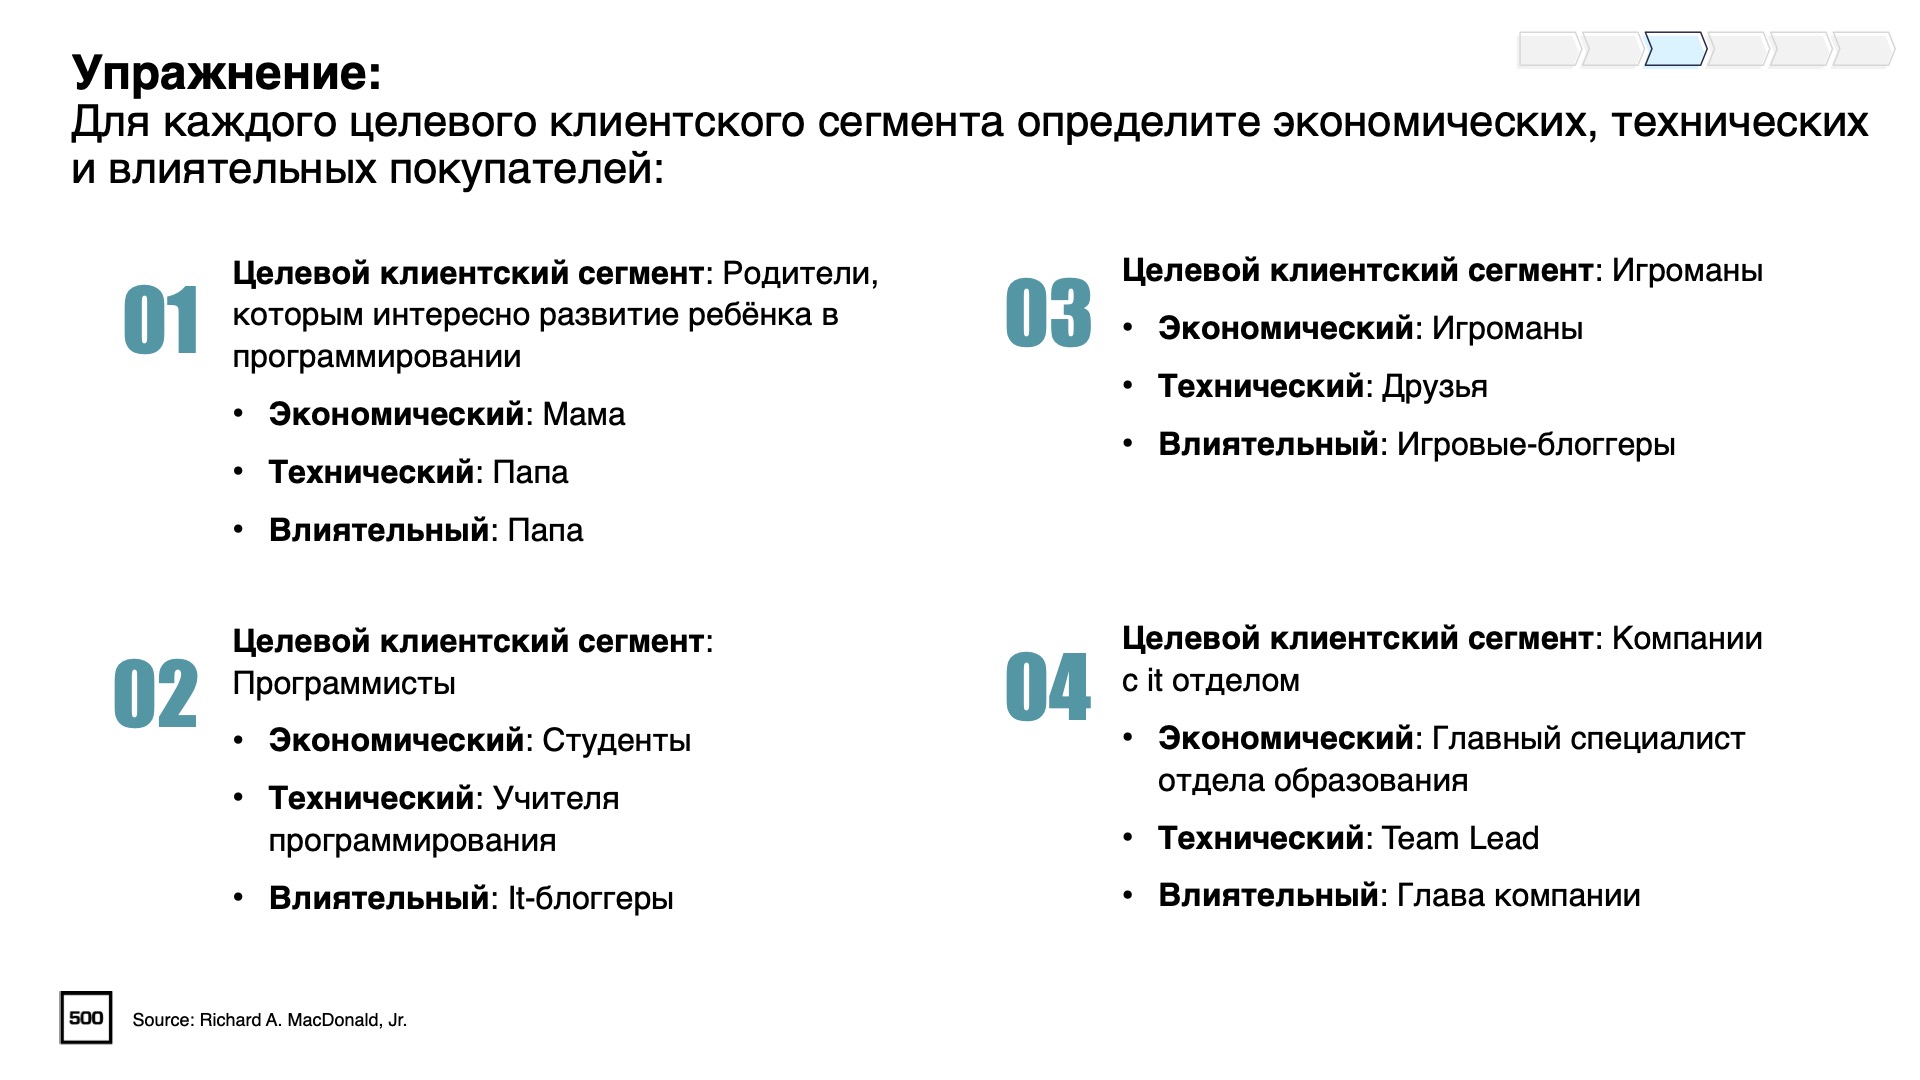 Упражнение:
Для каждого целевого клиентского сегмента определите экономических, технических
и влиятельных покупателей:
01
Целевой клиентский сегмент: Родители,
которым интересно развитие ребёнка в
программировании
• Экономический: Мама
• Технический: Папа
• Влиятельный: Папа
02
Целевой клиентский сегмент:
Программисты
• Экономический: Студенты
• Технический: Учителя
программирования
• Влиятельный: It-блоггеры
03
Целевой клиентский сегмент: Игроманы
• Экономический: Игроманы
• Технический: Друзья
• Влиятельный: Игровые-блоггеры
04
Целевой клиентский сегмент: Компании
с it отделом
• Экономический: Главный специалист
отдела образования
• Технический: Team Lead
• Влиятельный: Глава компании
500
Source: Richard A. MacDonald, Jr.